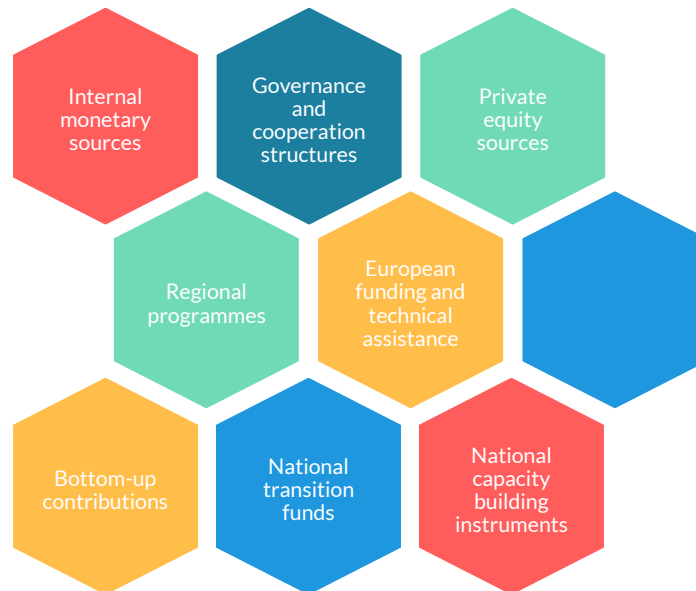 Internal
monetary
sources
Governance
and
cooperation
structures
Private
equity
sources
Regional
programmes
European
funding and
technical
assistance
Bottom-up
contributions
National
transition
funds
National
capacity
building
instruments